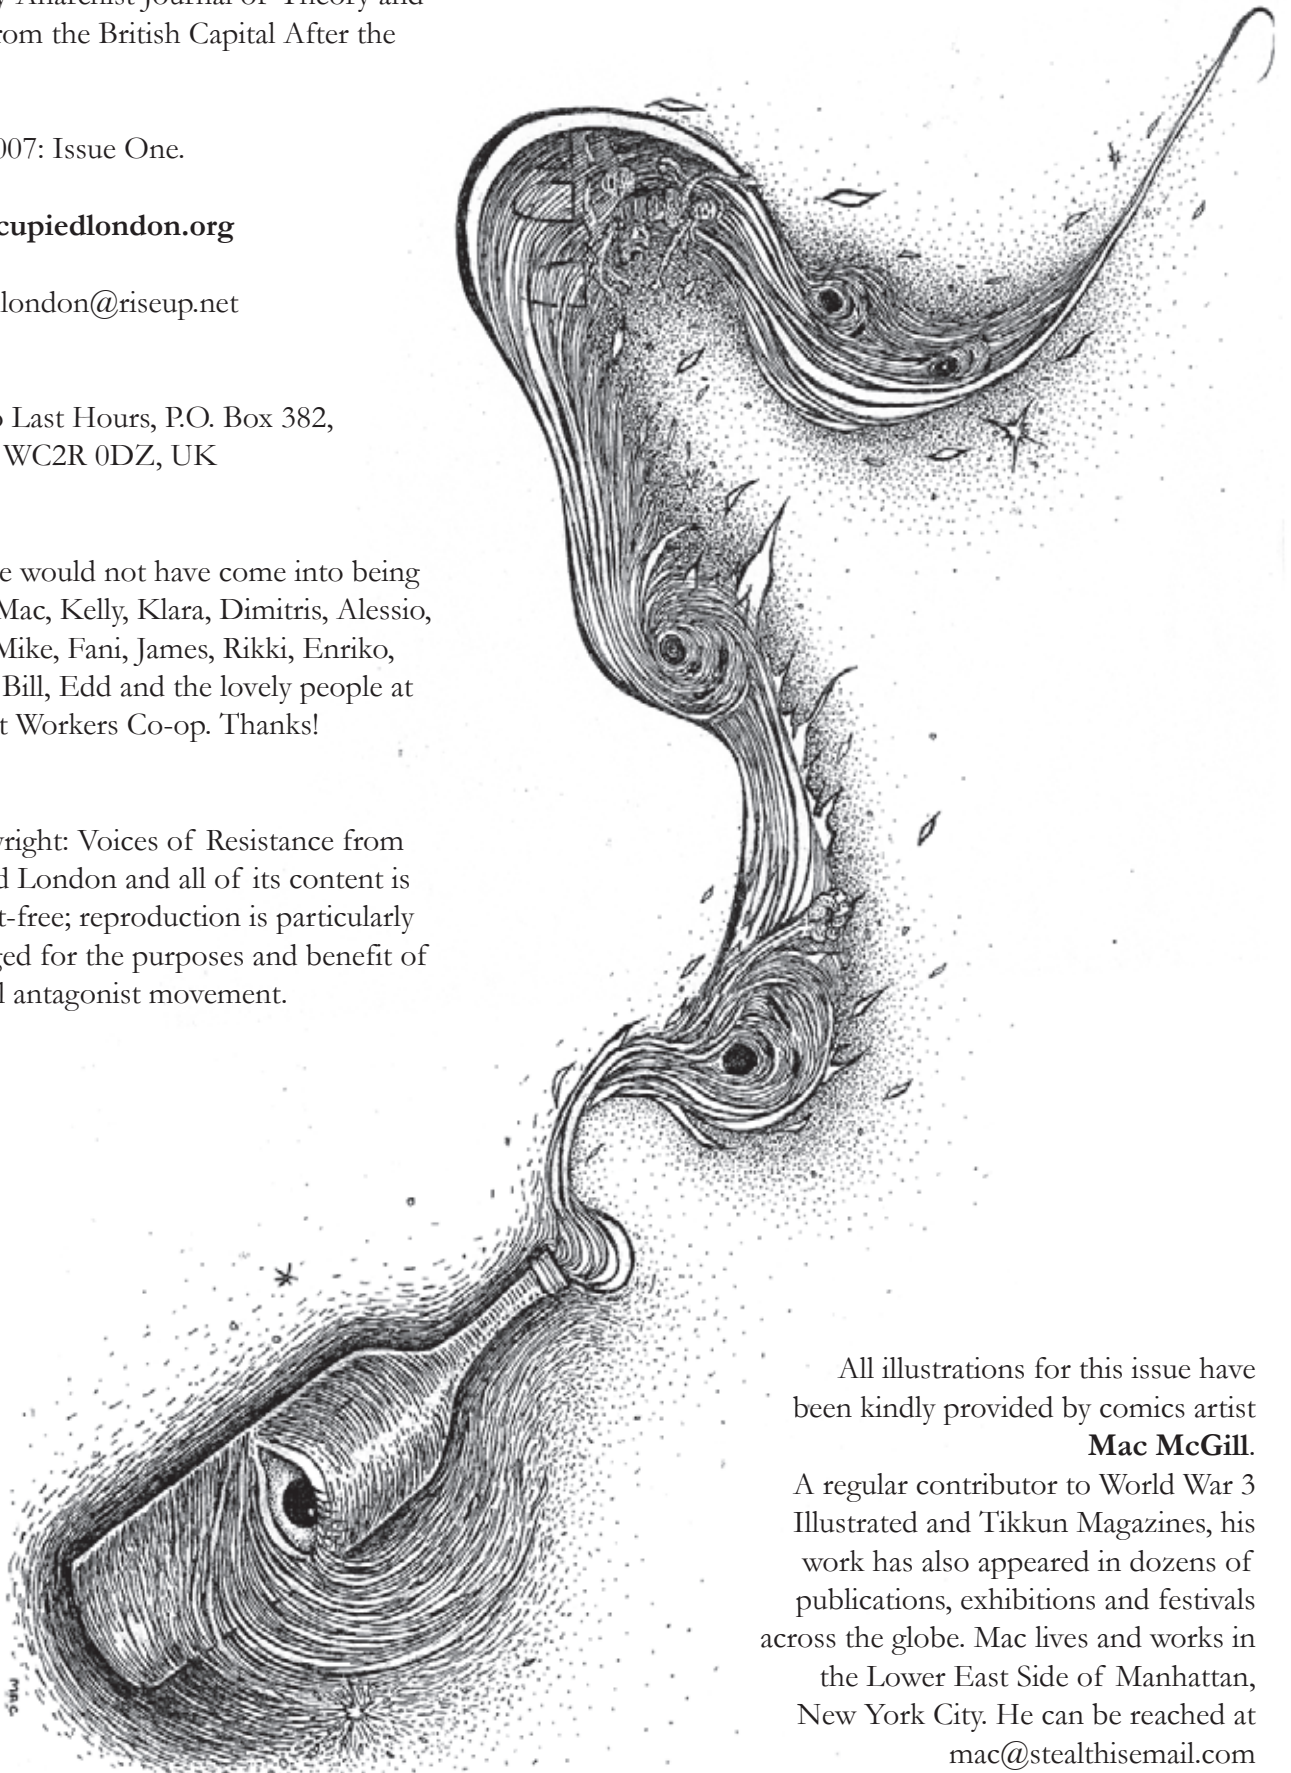 Anarchist Journal of Theory and
from the British Capital After the
007: Issue One.
cupiedlondon.org
london@riseup.net
Last Hours, P.O. Box 382,
WC2R 0DZ, UK
e would not have come into being
Mac, Kelly, Klara, Dimitris, Alessio,
Mike, Fani, James, Rikki, Enriko,
Bill, Edd and the lovely people at
t Workers Co-op. Thanks!
yright: Voices of Resistance from
d London and all of its content is
t-free; reproduction is particularly
ged for the purposes and benefit of
l antagonist movement.
All illustrations for this issue have
been kindly provided by comics artist
Mac McGill.
A regular contributor to World War 3
Illustrated and Tikkun Magazines, his
work has also appeared in dozens of
publications, exhibitions and festivals
across the globe. Mac lives and works in
the Lower East Side of Manhattan,
New York City. He can be reached at
mac@stealthisemail.com